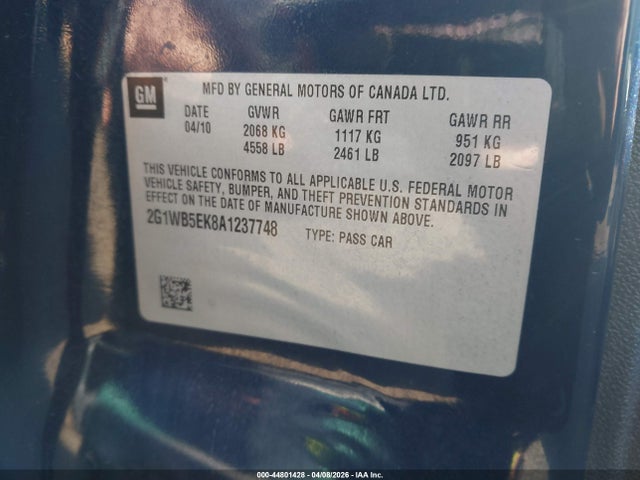 GM
MFD BY GENERAL MOTORS OF CANADA LTD.
DATE GVWR GAWR FRT GAWR RR
04/10 2068 KG 1117 KG 951 KG
4558 LB 2461 LB 2097 LB
THIS VEHICLE CONFORMS TO ALL APPLICABLE U.S. FEDERAL MOTOR
VEHICLE SAFETY, BUMPER, AND THEFT PREVENTION STANDARDS IN
EFFECT ON THE DATE OF MANUFACTURE SHOWN ABOVE.
2G1WB5EK8A1237748 TYPE: PASS CAR
000-44801428 - 04/08/2026 - IAA Inc.